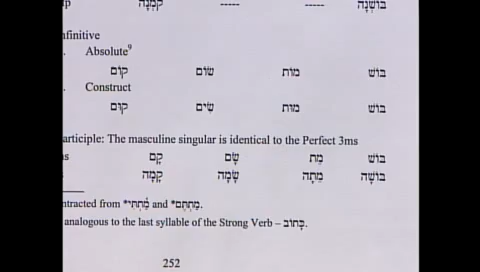 p קֹמְנָה ----- ----- בּוֹשְׁנָה
nfinitive
. Absolute⁹
קוֹם שׂוֹם מוֹת בּוֹשׁ
. Construct
קוּם שִׂים מוּת בּוֹשׁ
articiple: The masculine singular is identical to the Perfect 3ms
s קָם שָׂם מֵת בּוֹשׁ
: קָמָה שָׂמָה מֵתָה בּוֹשָׁה
ntracted from *מָ֫תְתִּי and *מָתְתֶּם.
analogous to the last syllable of the Strong Verb – כָּתוֹב.
252